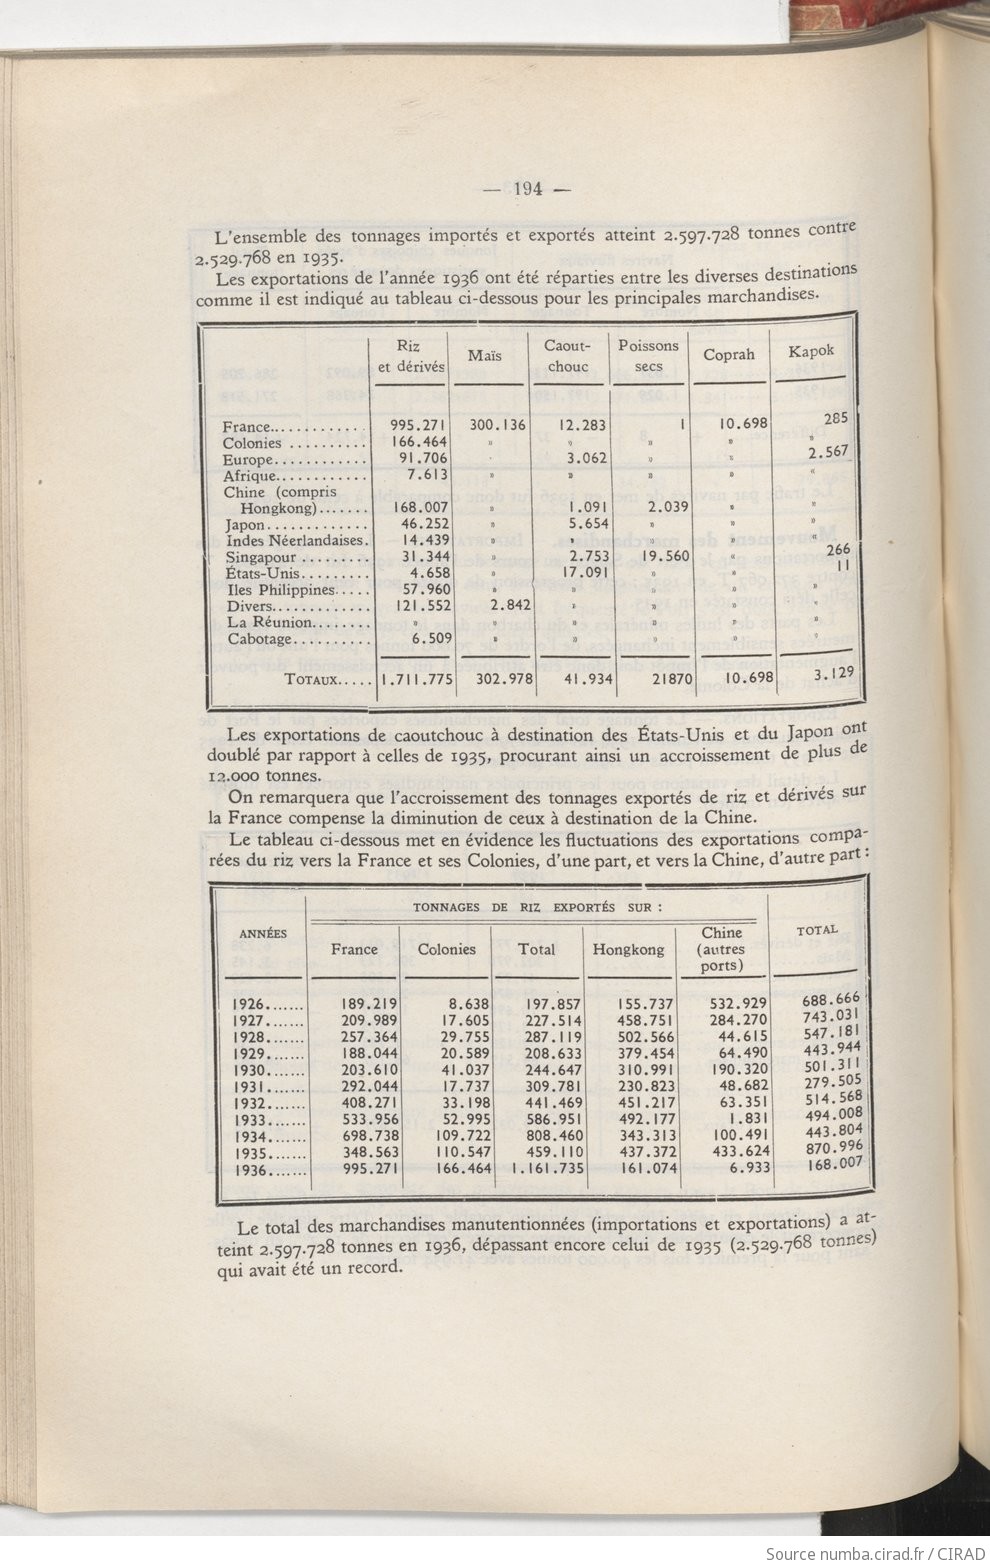 — 194 —
L'ensemble des tonnages importés et exportés atteint 2.597.728 tonnes contre
2.529.768 en 1935.
Les exportations de l'année 1936 ont été réparties entre les diverses destinations
comme il est indiqué au tableau ci-dessous pour les principales marchandises.
Riz et dérivés Maïs Caout-chouc Poissons secs Coprah Kapok
France............ 995.271 300.136 12.283 1 10.698 285
Colonies .......... 166.464 » » » » »
Europe............ 91.706 3.062 » » 2.567
Afrique............ 7.613 » » » » »
Chine (compris
Hongkong)....... 168.007 » 1.091 2.039 » »
Japon............. 46.252 » 5.654 » » »
Indes Néerlandaises. 14.439 » » » » »
Singapour ......... 31.344 » 2.753 19.560 » 266
États-Unis......... 4.658 » 17.091 » » 11
Iles Philippines..... 57.960 » » » » »
Divers............. 121.552 2.842 » » » »
La Réunion........ » » » » » »
Cabotage.......... 6.509 » » » » »
TOTAUX..... 1.711.775 302.978 41.934 21870 10.698 3.129
Les exportations de caoutchouc à destination des États-Unis et du Japon ont
doublé par rapport à celles de 1935, procurant ainsi un accroissement de plus de
12.000 tonnes.
On remarquera que l'accroissement des tonnages exportés de riz et dérivés sur
la France compense la diminution de ceux à destination de la Chine.
Le tableau ci-dessous met en évidence les fluctuations des exportations compa-
rées du riz vers la France et ses Colonies, d'une part, et vers la Chine, d'autre part :
TONNAGES DE RIZ EXPORTÉS SUR :
ANNÉES France Colonies Total Hongkong Chine (autres ports) TOTAL
1926....... 189.219 8.638 197.857 155.737 532.929 688.666
1927....... 209.989 17.605 227.514 458.751 284.270 743.031
1928....... 257.364 29.755 287.119 502.566 44.615 547.181
1929....... 188.044 20.589 208.633 379.454 64.490 443.944
1930....... 203.610 41.037 244.647 310.991 190.320 501.311
1931....... 292.044 17.737 309.781 230.823 48.682 279.505
1932....... 408.271 33.198 441.469 451.217 63.351 514.568
1933....... 533.956 52.995 586.951 492.177 1.831 494.008
1934....... 698.738 109.722 808.460 343.313 100.491 443.804
1935....... 348.563 110.547 459.110 437.372 433.624 870.996
1936....... 995.271 166.464 1.161.735 161.074 6.933 168.007
Le total des marchandises manutentionnées (importations et exportations) a at-
teint 2.597.728 tonnes en 1936, dépassant encore celui de 1935 (2.529.768 tonnes)
qui avait été un record.
Source numba.cirad.fr / CIRAD